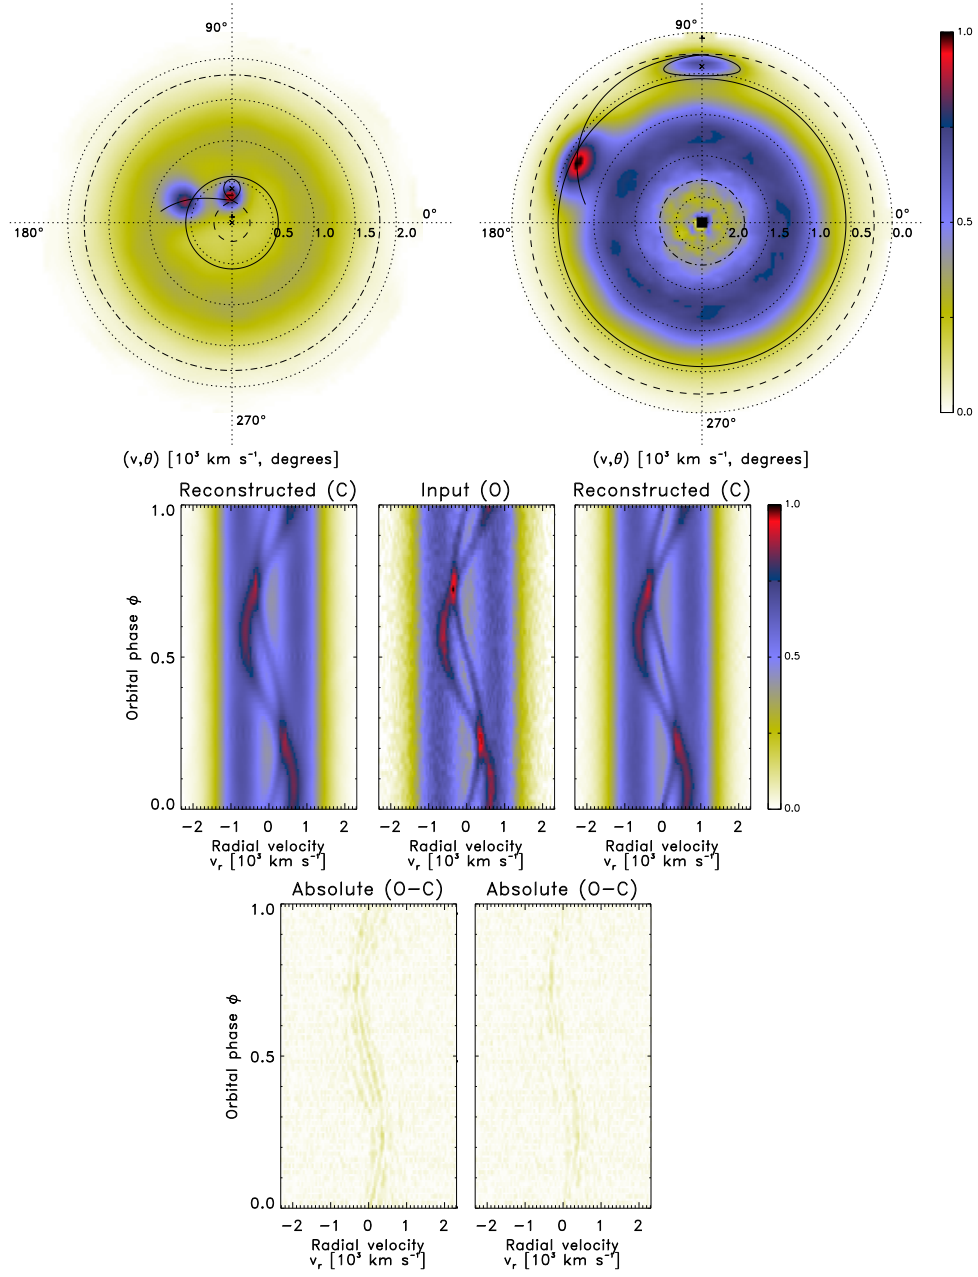 90°
90°
1.0
180°
0.5
1.0
1.5
2.0
0°
180°
2.0
1.5
1.0
0.5
0.0
0°
0.5
270°
270°
0.0
(v,θ) [10³ km s⁻¹, degrees]
(v,θ) [10³ km s⁻¹, degrees]
Reconstructed (C)
Input (O)
Reconstructed (C)
Orbital phase ϕ
1.0
0.5
0.0
1.0
0.5
0.0
−2 −1 0 1 2
−2 −1 0 1 2
−2 −1 0 1 2
Radial velocity
vᵣ [10³ km s⁻¹]
Radial velocity
vᵣ [10³ km s⁻¹]
Radial velocity
vᵣ [10³ km s⁻¹]
Absolute (O−C)
Absolute (O−C)
Orbital phase ϕ
1.0
0.5
0.0
−2 −1 0 1 2
−2 −1 0 1 2
Radial velocity
vᵣ [10³ km s⁻¹]
Radial velocity
vᵣ [10³ km s⁻¹]